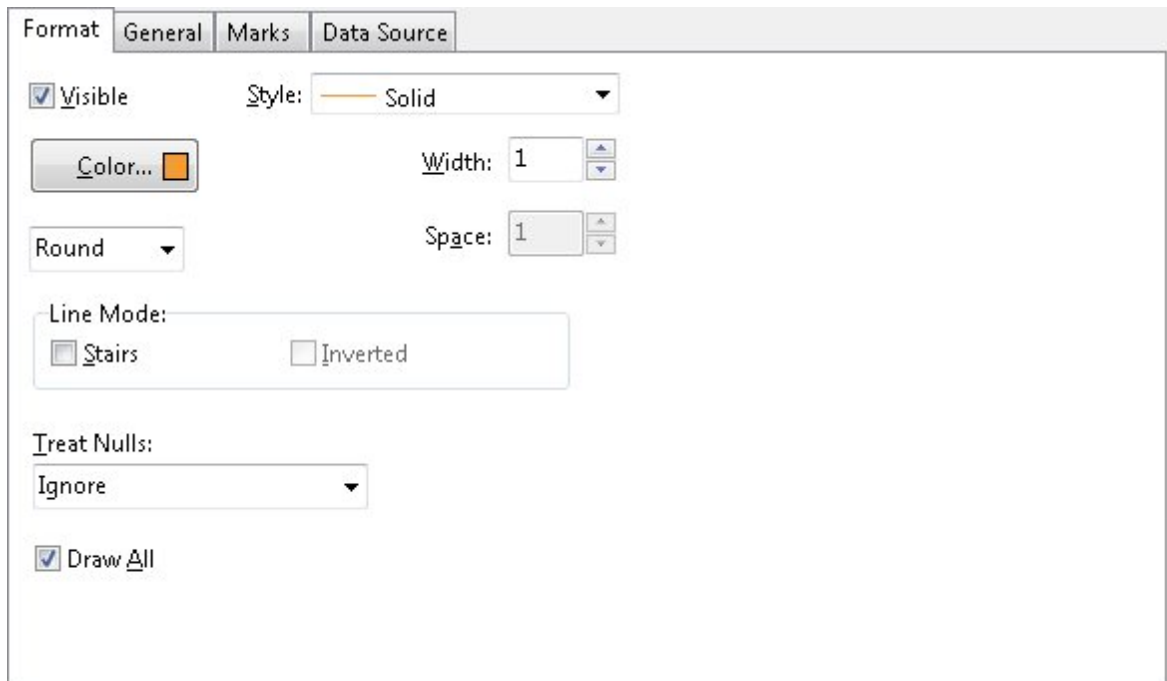 Format General Marks Data Source
Visible Style: Solid
Color... Width: 1
Round Space: 1
Line Mode:
Stairs Inverted
Treat Nulls:
Ignore
Draw All